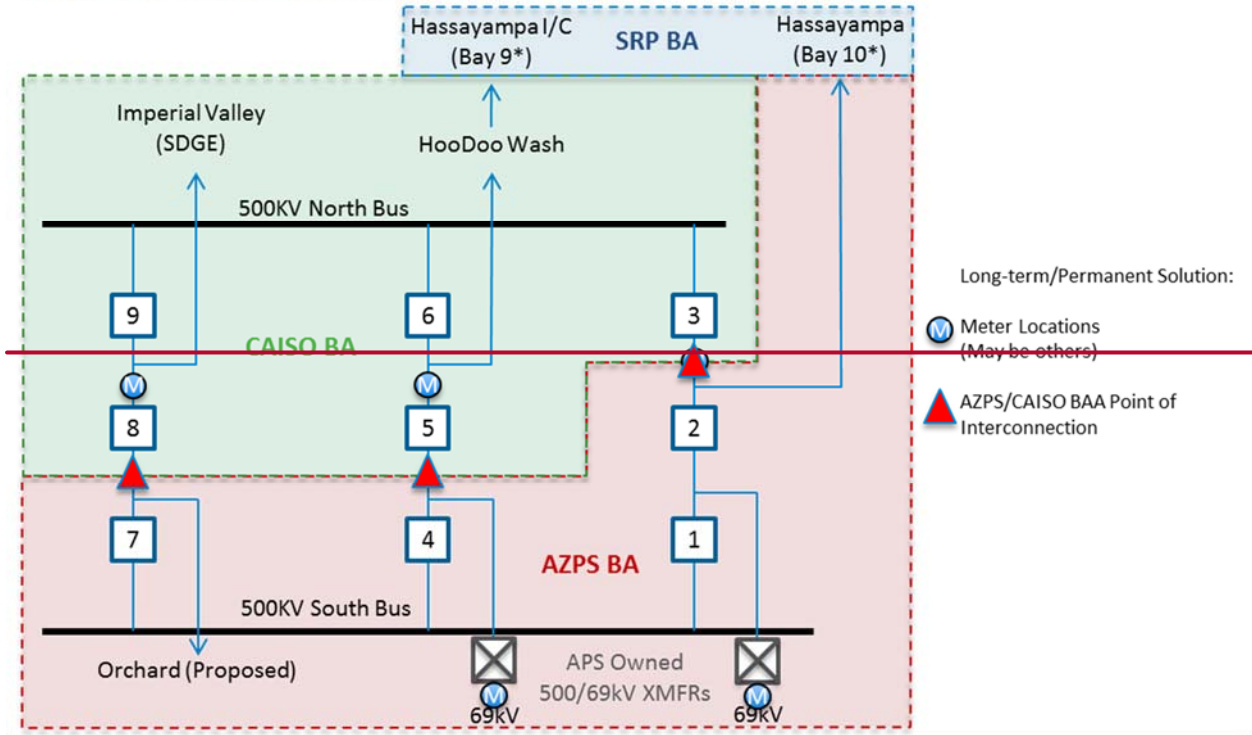 Hassayampa I/C
(Bay 9*)
SRP BA
Hassayampa
(Bay 10*)
Imperial Valley
(SDGE)
HooDoo Wash
500KV North Bus
9
6
3
Long-term/Permanent Solution:
CAISO BA
M
Meter Locations
(May be others)
M
M
M
8
5
2
AZPS/CAISO BAA Point of
Interconnection
7
4
1
AZPS BA
500KV South Bus
Orchard (Proposed)
APS Owned
500/69kV XMFRs
M
M
69kV
69kV